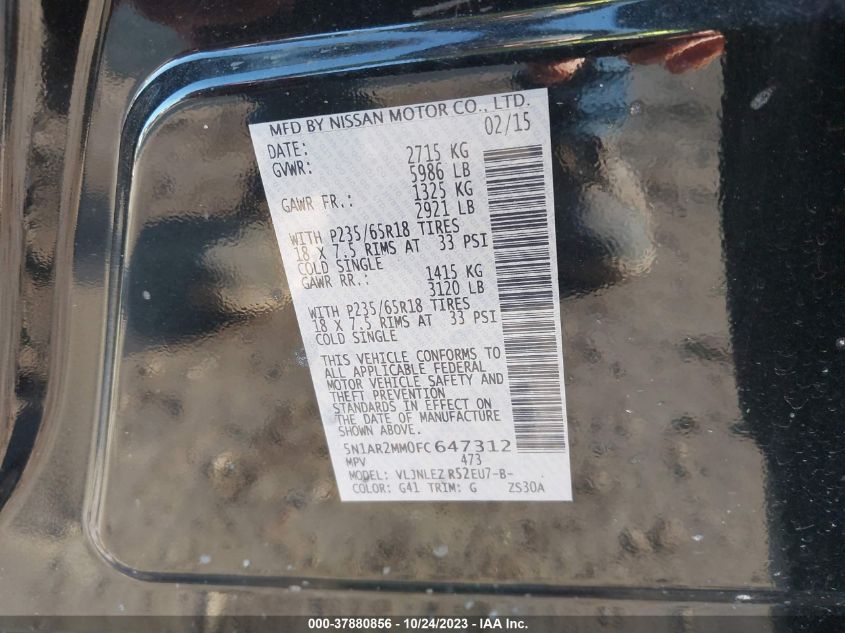 MFD BY NISSAN MOTOR CO., LTD.
DATE: 02/15
GVWR: 2715 KG
5986 LB
GAWR FR.: 1325 KG
2921 LB
WITH P235/65R18 TIRES
18 X 7.5 RIMS AT 33 PSI
COLD SINGLE
GAWR RR.: 1415 KG
3120 LB
WITH P235/65R18 TIRES
18 X 7.5 RIMS AT 33 PSI
COLD SINGLE
THIS VEHICLE CONFORMS TO
ALL APPLICABLE FEDERAL
MOTOR VEHICLE SAFETY AND
THEFT PREVENTION
STANDARDS IN EFFECT ON
THE DATE OF MANUFACTURE
SHOWN ABOVE.
5N1AR2MM0FC647312
MPV 473
MODEL: VLJNLEZ R52EU7-B-
COLOR: G41 TRIM: G ZS30A
000-37880856 - 10/24/2023 - IAA Inc.